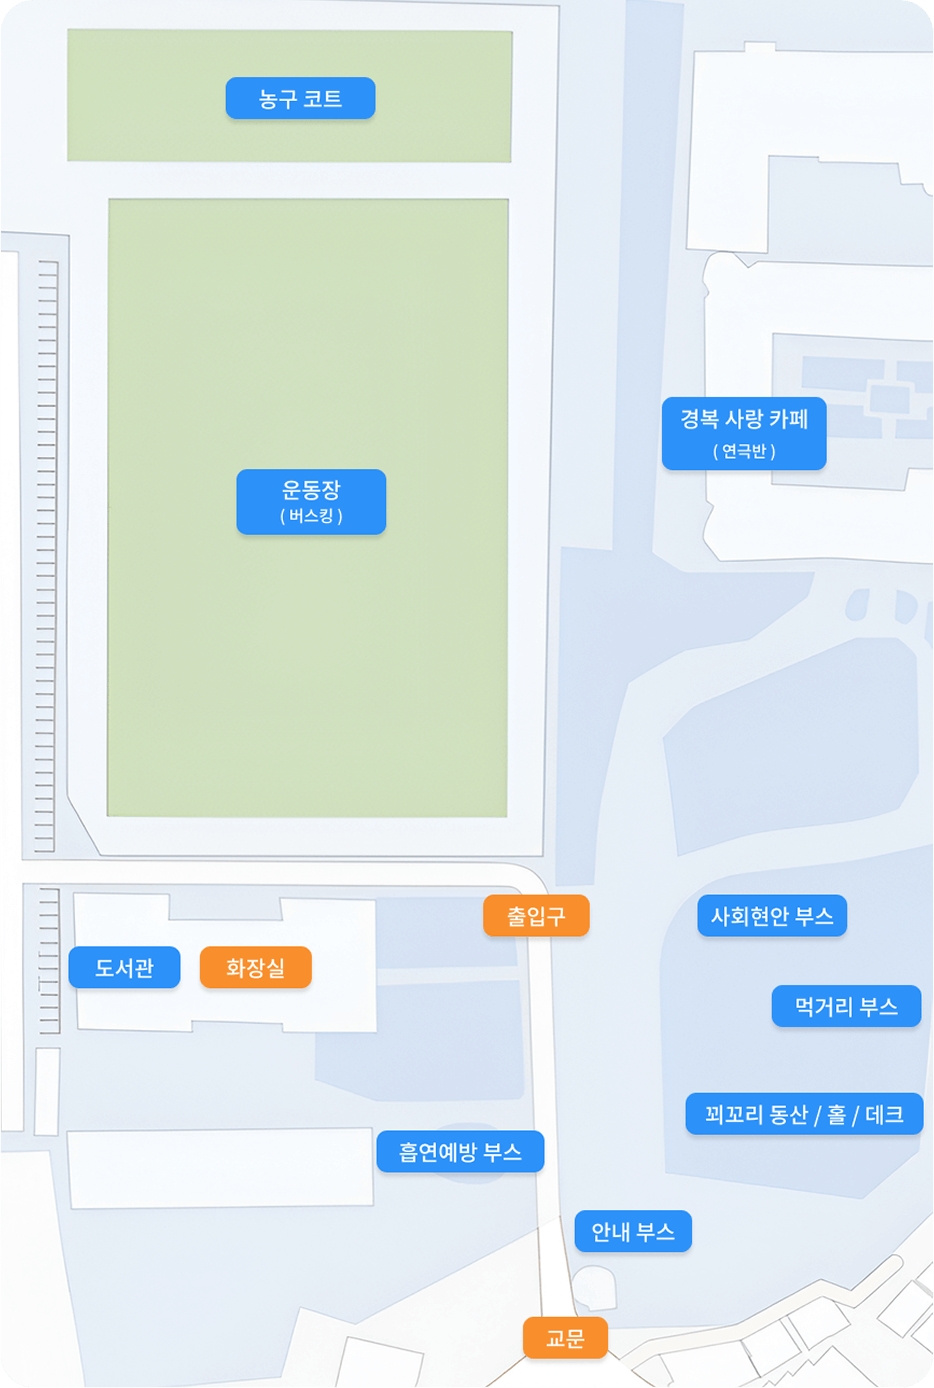 농구 코트
경복 사랑 카페
( 연극반 )
운동장
( 버스킹 )
출입구
사회현안 부스
도서관
화장실
먹거리 부스
꾀꼬리 동산 / 홀 / 데크
흡연예방 부스
안내 부스
교문